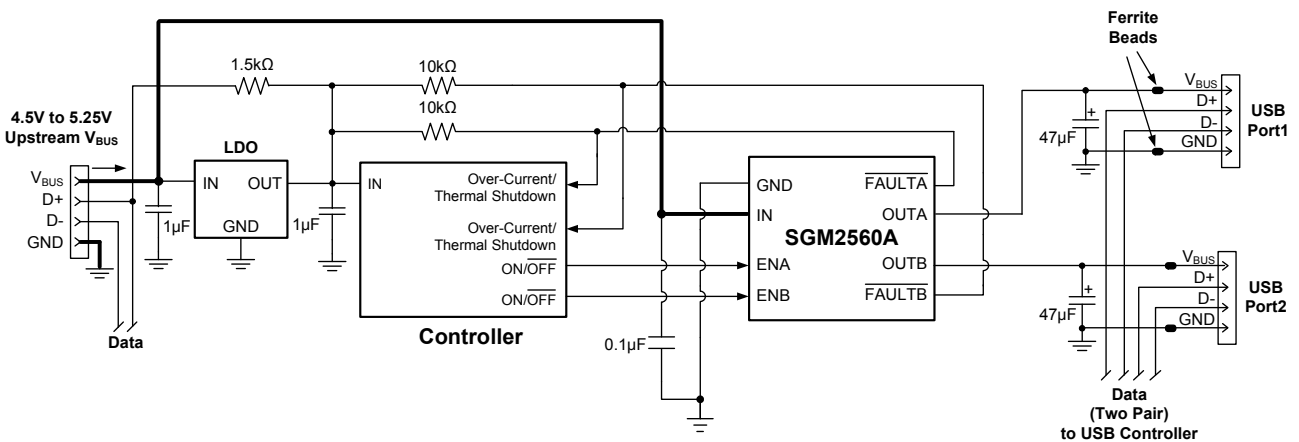 Ferrite
Beads
1.5kΩ
10kΩ
10kΩ
4.5V to 5.25V
Upstream VBUS
VBUS
D+
D-
GND
Data
1µF
LDO
IN
OUT
GND
1µF
IN
Over-Current/
Thermal Shutdown
Over-Current/
Thermal Shutdown
ON/OFF
ON/OFF
Controller
0.1µF
GND
IN
ENA
ENB
SGM2560A
FAULTA
OUTA
OUTB
FAULTB
+
47µF
VBUS
D+
D-
GND
USB
Port1
+
47µF
VBUS
D+
D-
GND
USB
Port2
Data
(Two Pair)
to USB Controller